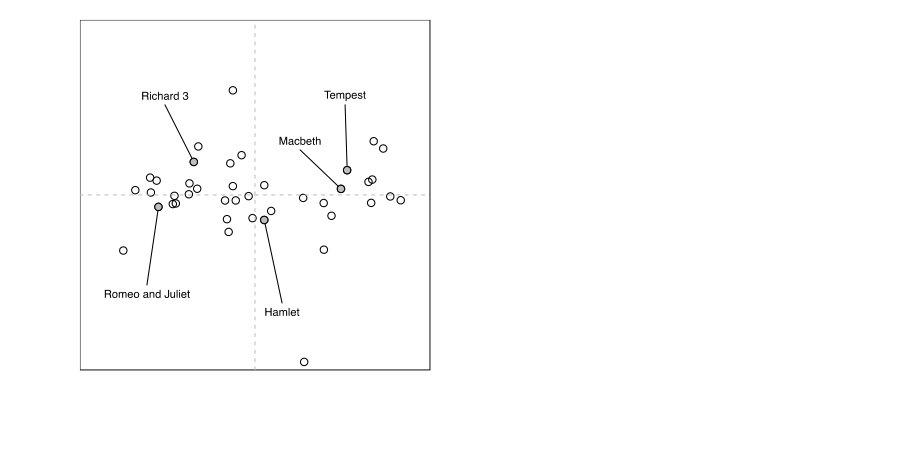 Richard 3
Tempest
Macbeth
Romeo and Juliet
Hamlet